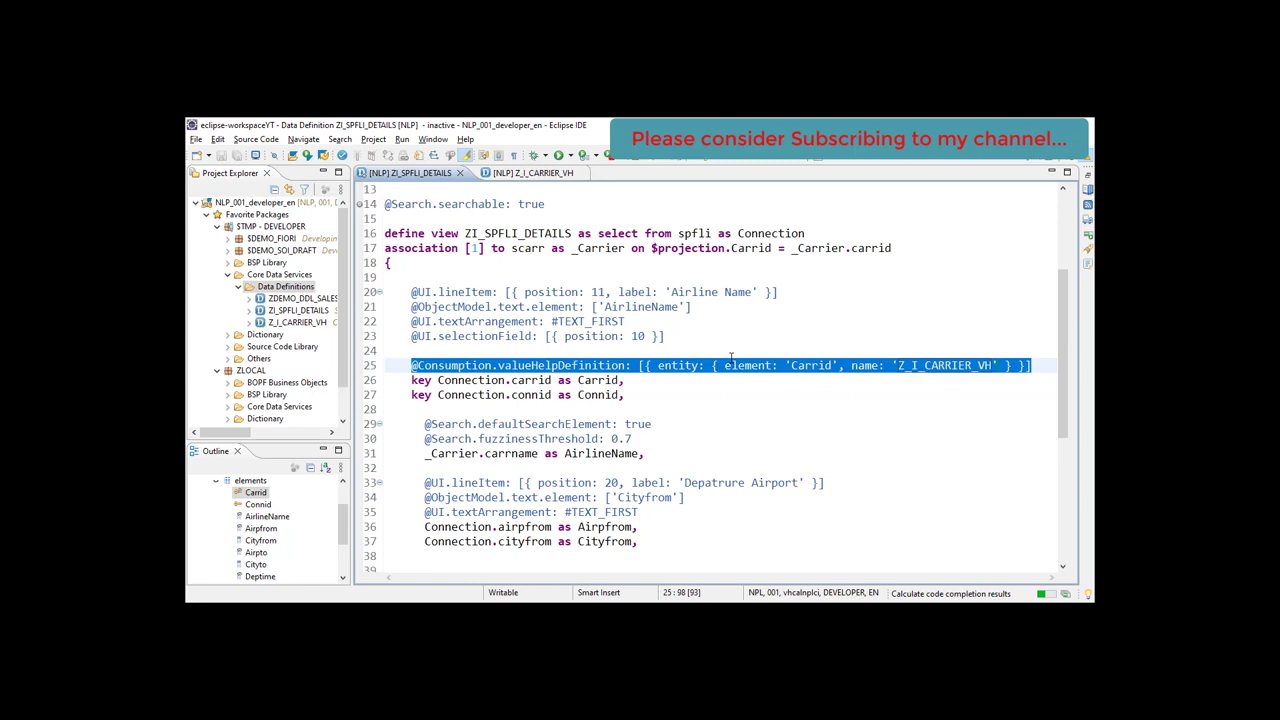 eclipse-workspaceYT - Data Definition ZI_SPFLI_DETAILS [NLP] - inactive - NLP_001_developer_en - Eclipse IDE
Please consider Subscribing to my channel...
File Edit Source Code Navigate Search Project Run Window Help
Project Explorer
[NLP] ZI_SPFLI_DETAILS
[NLP] Z_I_CARRIER_VH
NLP_001_developer_en [NLP, 001,
Favorite Packages
$TMP - DEVELOPER
$DEMO_FIORI Developin
$DEMO_SOI_DRAFT
BSP Library
Core Data Services
Data Definitions
ZDEMO_DDL_SALES
ZI_SPFLI_DETAILS
Z_I_CARRIER_VH
Dictionary
Source Code Library
Others
ZLOCAL
BOPF Business Objects
BSP Library
Core Data Services
Dictionary
Outline
elements
Carrid
Connid
AirlineName
Airpfrom
Cityfrom
Airpto
Cityto
Deptime
13
14 @Search.searchable: true
15
16 define view ZI_SPFLI_DETAILS as select from spfli as Connection
17 association [1] to scarr as _Carrier on $projection.Carrid = _Carrier.carrid
18 {
19
20 @UI.lineItem: [{ position: 11, label: 'Airline Name' }]
21 @ObjectModel.text.element: ['AirlineName']
22 @UI.textArrangement: #TEXT_FIRST
23 @UI.selectionField: [{ position: 10 }]
24
25 @Consumption.valueHelpDefinition: [{ entity: { element: 'Carrid', name: 'Z_I_CARRIER_VH' } }]
26 key Connection.carrid as Carrid,
27 key Connection.connid as Connid,
28
29 @Search.defaultSearchElement: true
30 @Search.fuzzinessThreshold: 0.7
31 _Carrier.carrname as AirlineName,
32
33 @UI.lineItem: [{ position: 20, label: 'Depatrure Airport' }]
34 @ObjectModel.text.element: ['Cityfrom']
35 @UI.textArrangement: #TEXT_FIRST
36 Connection.airpfrom as Airpfrom,
37 Connection.cityfrom as Cityfrom,
38
39
Writable
Smart Insert
25 : 98 [93]
NPL, 001, vhcalnplci, DEVELOPER, EN
Calculate code completion results